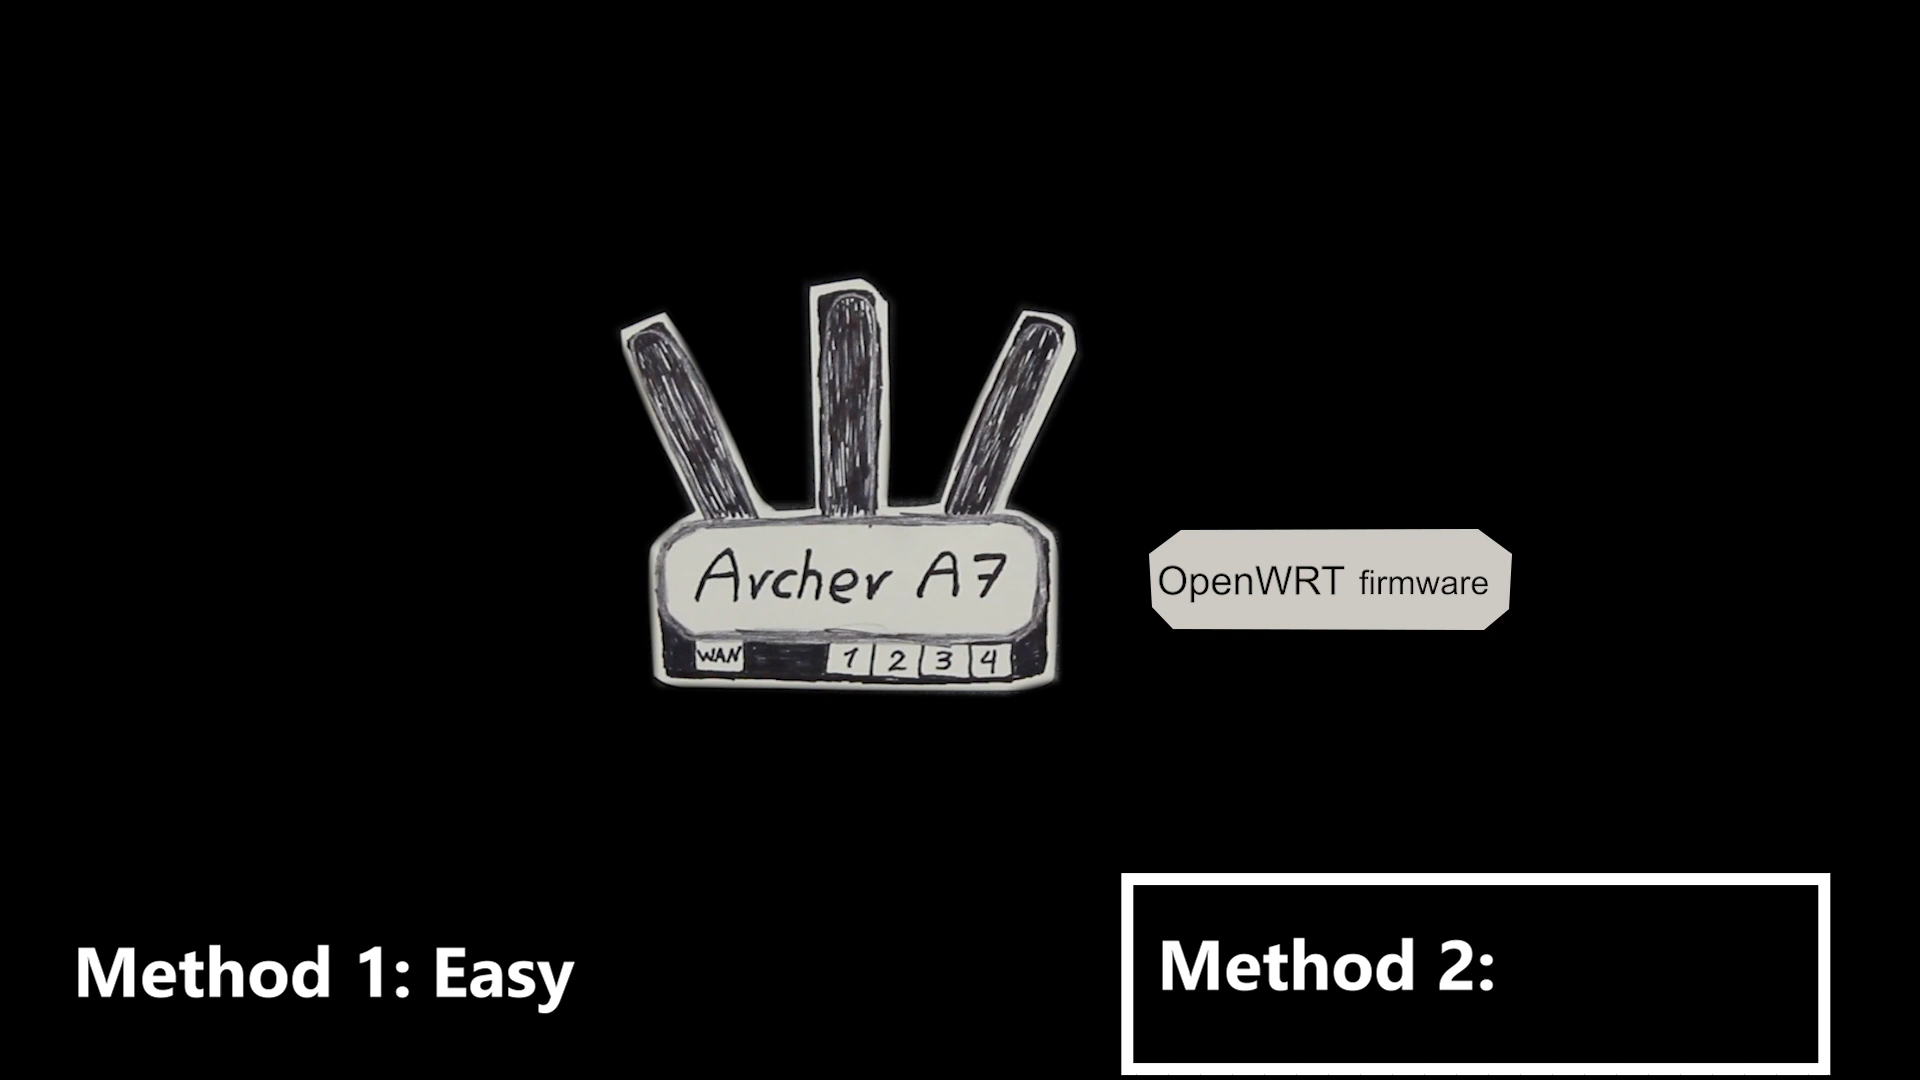 Archer A7
WAN 1 2 3 4
OpenWRT firmware
Method 1: Easy
Method 2: